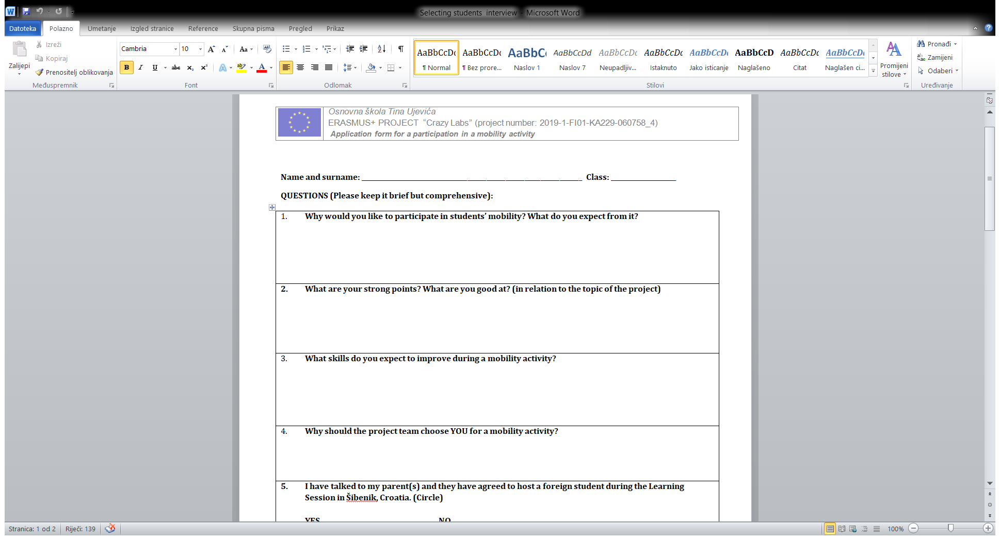 Selecting students interview - Microsoft Word
Datoteka Polazno Umetanje Izgled stranice Reference Skupna pisma Pregled Prikaz
Zalijepi
Izreži
Kopiraj
Prenositelj oblikovanja
Međuspremnik
Cambria 10
Font
Odlomak
AaBbCcDc AaBbCcDc AaBbC AaBbCcDd AaBbCcDc AaBbCcDc AaBbCcDc AaBbCcD AaBbCcDc AaBbCcDc
¶ Normal ¶ Bez prore... Naslov 1 Naslov 7 Neupadljiv... Istaknuto Jako isticanje Naglašeno Citat Naglašen ci...
Stilovi
Promijeni
stilove
Pronađi
Zamijeni
Odaberi
Uređivanje
Osnovna škola Tina Ujevića
ERASMUS+ PROJECT “Crazy Labs” (project number: 2019-1-FI01-KA229-060758_4)
Application form for a participation in a mobility activity
Name and surname: ______________________________ Class: __________
QUESTIONS (Please keep it brief but comprehensive):
1. Why would you like to participate in students’ mobility? What do you expect from it?
2. What are your strong points? What are you good at? (in relation to the topic of the project)
3. What skills do you expect to improve during a mobility activity?
4. Why should the project team choose YOU for a mobility activity?
5. I have talked to my parent(s) and they have agreed to host a foreign student during the Learning
Session in Šibenik, Croatia. (Circle)
YES NO
Stranica: 1 od 2 Riječi: 139 100%